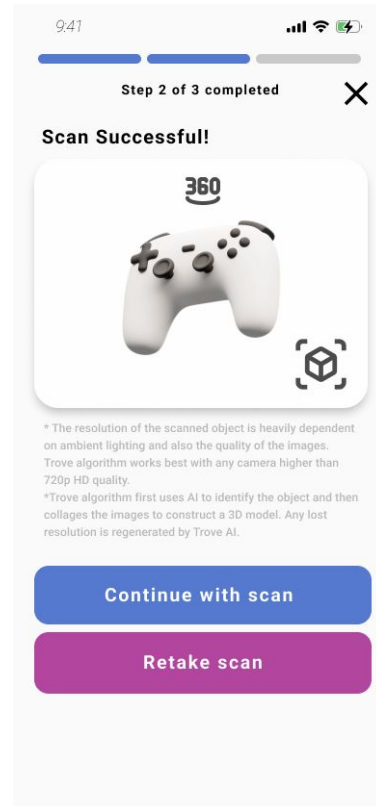 9:41
Step 2 of 3 completed
Scan Successful!
360
* The resolution of the scanned object is heavily dependent
on ambient lighting and also the quality of the images.
Trove algorithm works best with any camera higher than
720p HD quality.
*Trove algorithm first uses AI to identify the object and then
collages the images to construct a 3D model. Any lost
resolution is regenerated by Trove AI.
Continue with scan
Retake scan